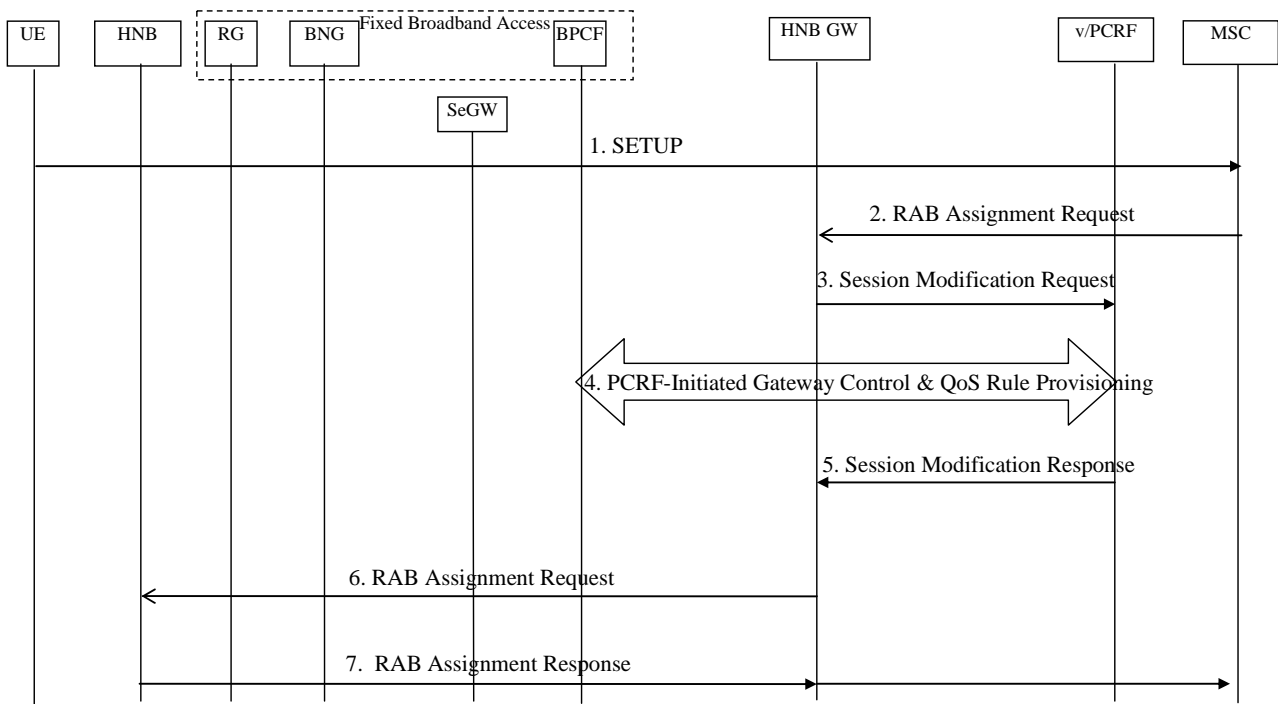 Fixed Broadband Access
UE
HNB
RG
BNG
BPCF
HNB GW
v/PCRF
MSC
SeGW
1. SETUP
2. RAB Assignment Request
3. Session Modification Request
4. PCRF-Initiated Gateway Control & QoS Rule Provisioning
5. Session Modification Response
6. RAB Assignment Request
7. RAB Assignment Response